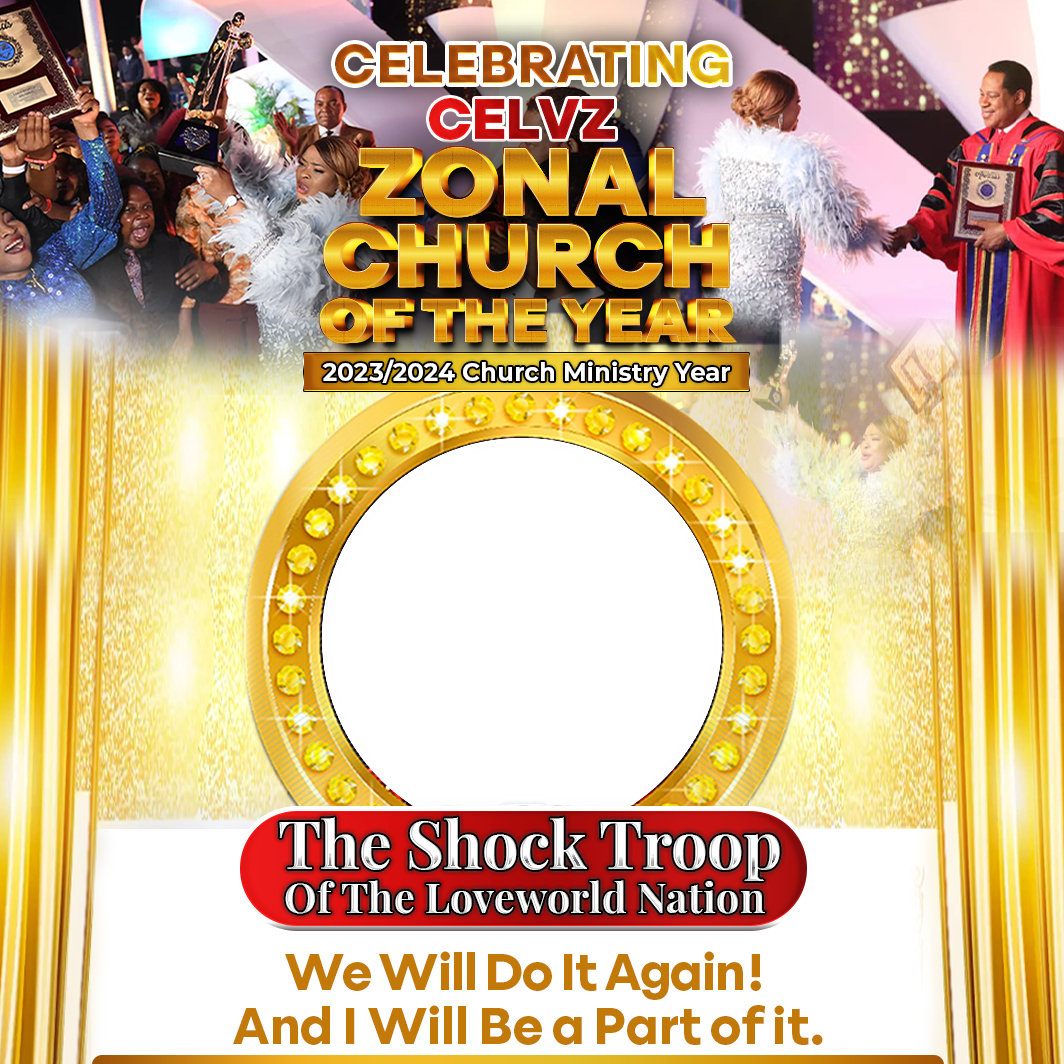 CELEBRATING
CELVZ
ZONAL
CHURCH
OF THE YEAR
2023/2024 Church Ministry Year
The Shock Troop
Of The Loveworld Nation
We Will Do It Again!
And I Will Be a Part of it.